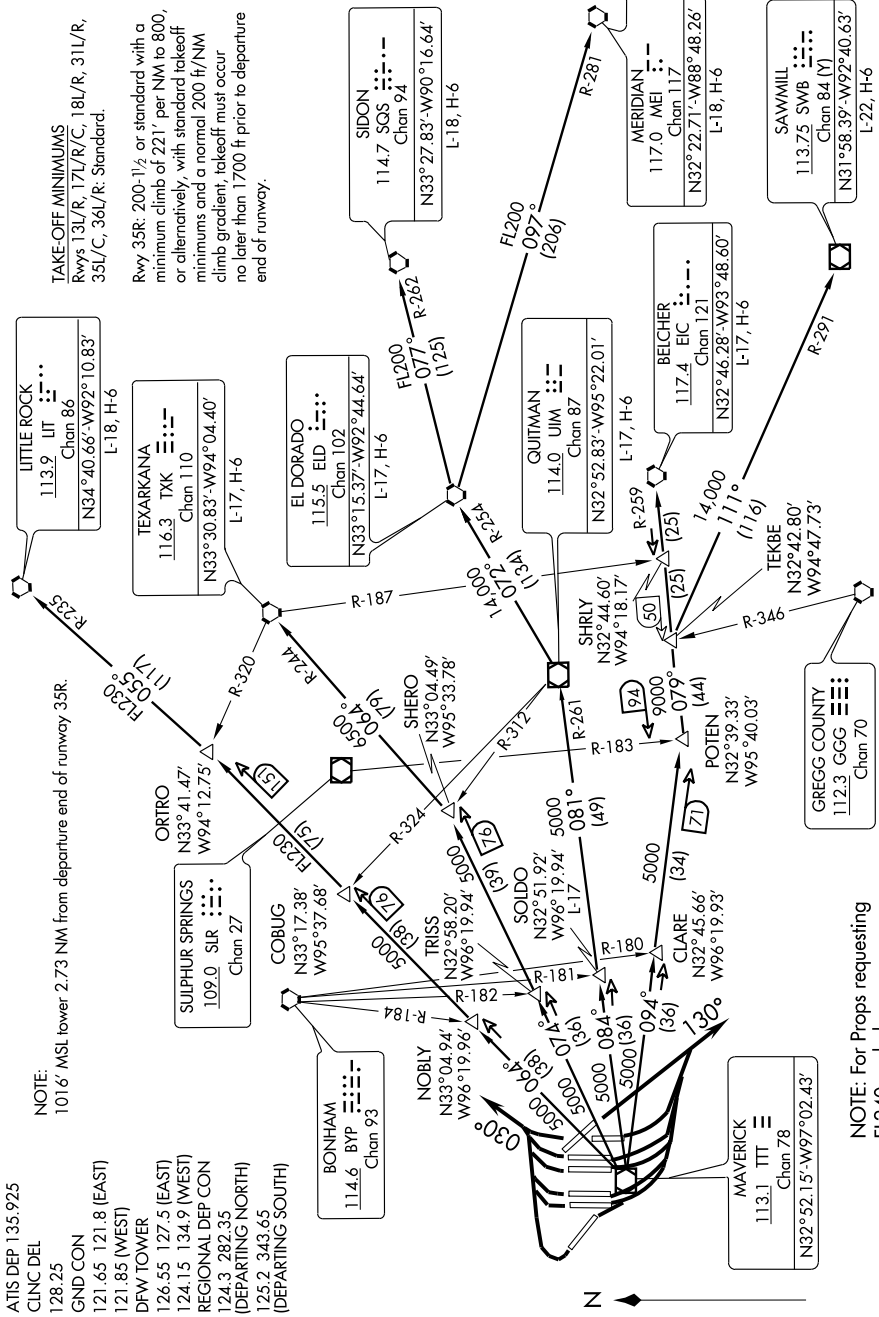 ATIS DEP 135.925
CLNC DEL
128.25
GND CON
121.65 121.8 (EAST)
121.85 (WEST)
DFW TOWER
126.55 127.5 (EAST)
124.15 134.9 (WEST)
REGIONAL DEP CON
124.3 282.35
(DEPARTING NORTH)
125.2 343.65
(DEPARTING SOUTH)
NOTE:
1016' MSL tower 2.73 NM from departure end of runway 35R.
TAKE-OFF MINIMUMS
Rwys 13L/R, 17L/R/C, 18L/R, 31L/R,
35L/C, 36L/R: Standard.
Rwy 35R: 200-1½ or standard with a
minimum climb of 221' per NM to 800,
or alternatively, with standard takeoff
minimums and a normal 200 ft/NM
climb gradient, takeoff must occur
no later than 1700 ft prior to departure
end of runway.
LITTLE ROCK
113.9 LIT
Chan 86
N34°40.66'-W92°10.83'
L-18, H-6
TEXARKANA
116.3 TXK
Chan 110
N33°30.83'-W94°04.40'
L-17, H-6
EL DORADO
115.5 ELD
Chan 102
N33°15.37'-W92°44.64'
L-17, H-6
SIDON
114.7 SQS
Chan 94
N33°27.83'-W90°16.64'
L-18, H-6
MERIDIAN
117.0 MEI
Chan 117
N32°22.71'-W88°48.26'
L-18, H-6
SAWMILL
113.75 SWB
Chan 84 (Y)
N31°58.39'-W92°40.63'
L-22, H-6
BELCHER
117.4 EIC
Chan 121
N32°46.28'-W93°48.60'
L-17, H-6
QUITMAN
114.0 UIM
Chan 87
N32°52.83'-W95°22.01'
L-17, H-6
SULPHUR SPRINGS
109.0 SLR
Chan 27
BONHAM
114.6 BYP
Chan 93
GREGG COUNTY
112.3 GGG
Chan 70
MAVERICK
113.1 TTT
Chan 78
N32°52.15'-W97°02.43'
ORTRO
N33°41.47'
W94°12.75'
COBUG
N33°17.38'
W95°37.68'
NOBLY
N33°04.94'
W96°19.96'
TRISS
N32°58.20'
W96°19.94'
SOLDO
N32°51.92'
W96°19.94'
L-17
CLARE
N32°45.66'
W96°19.93'
SHERO
N33°04.49'
W95°33.78'
POTEN
N32°39.33'
W95°40.03'
SHRLY
N32°44.60'
W94°18.17'
TEKBE
N32°42.80'
W94°47.73'
R-235
FL230
055°
(117)
151
FL230
(75)
76
5000
(38)
5000 064°
(38)
R-320
R-244
6500
064°
(79)
76
5000
(39)
5000 074°
(36)
R-324
R-312
R-184
R-182
R-181
R-180
R-183
R-187
R-254
14,000
072°
(134)
R-261
5000
081°
(49)
5000 084°
(36)
5000 094°
(36)
5000
(34)
71
94
9000
079°
(44)
50
(25)
R-259
(25)
R-346
14,000
111°
(116)
R-291
FL200
077°
(125)
R-262
FL200
097°
(206)
R-281
030°
130°
N
NOTE: For Props requesting